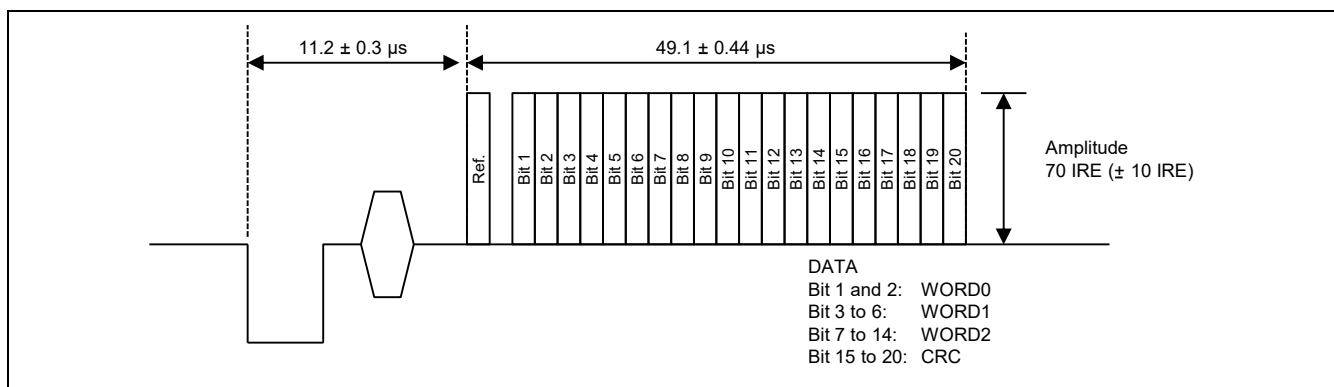 11.2 ± 0.3 µs
49.1 ± 0.44 µs
Ref.
Bit 1
Bit 2
Bit 3
Bit 4
Bit 5
Bit 6
Bit 7
Bit 8
Bit 9
Bit 10
Bit 11
Bit 12
Bit 13
Bit 14
Bit 15
Bit 16
Bit 17
Bit 18
Bit 19
Bit 20
Amplitude
70 IRE (± 10 IRE)
DATA
Bit 1 and 2: WORD0
Bit 3 to 6: WORD1
Bit 7 to 14: WORD2
Bit 15 to 20: CRC